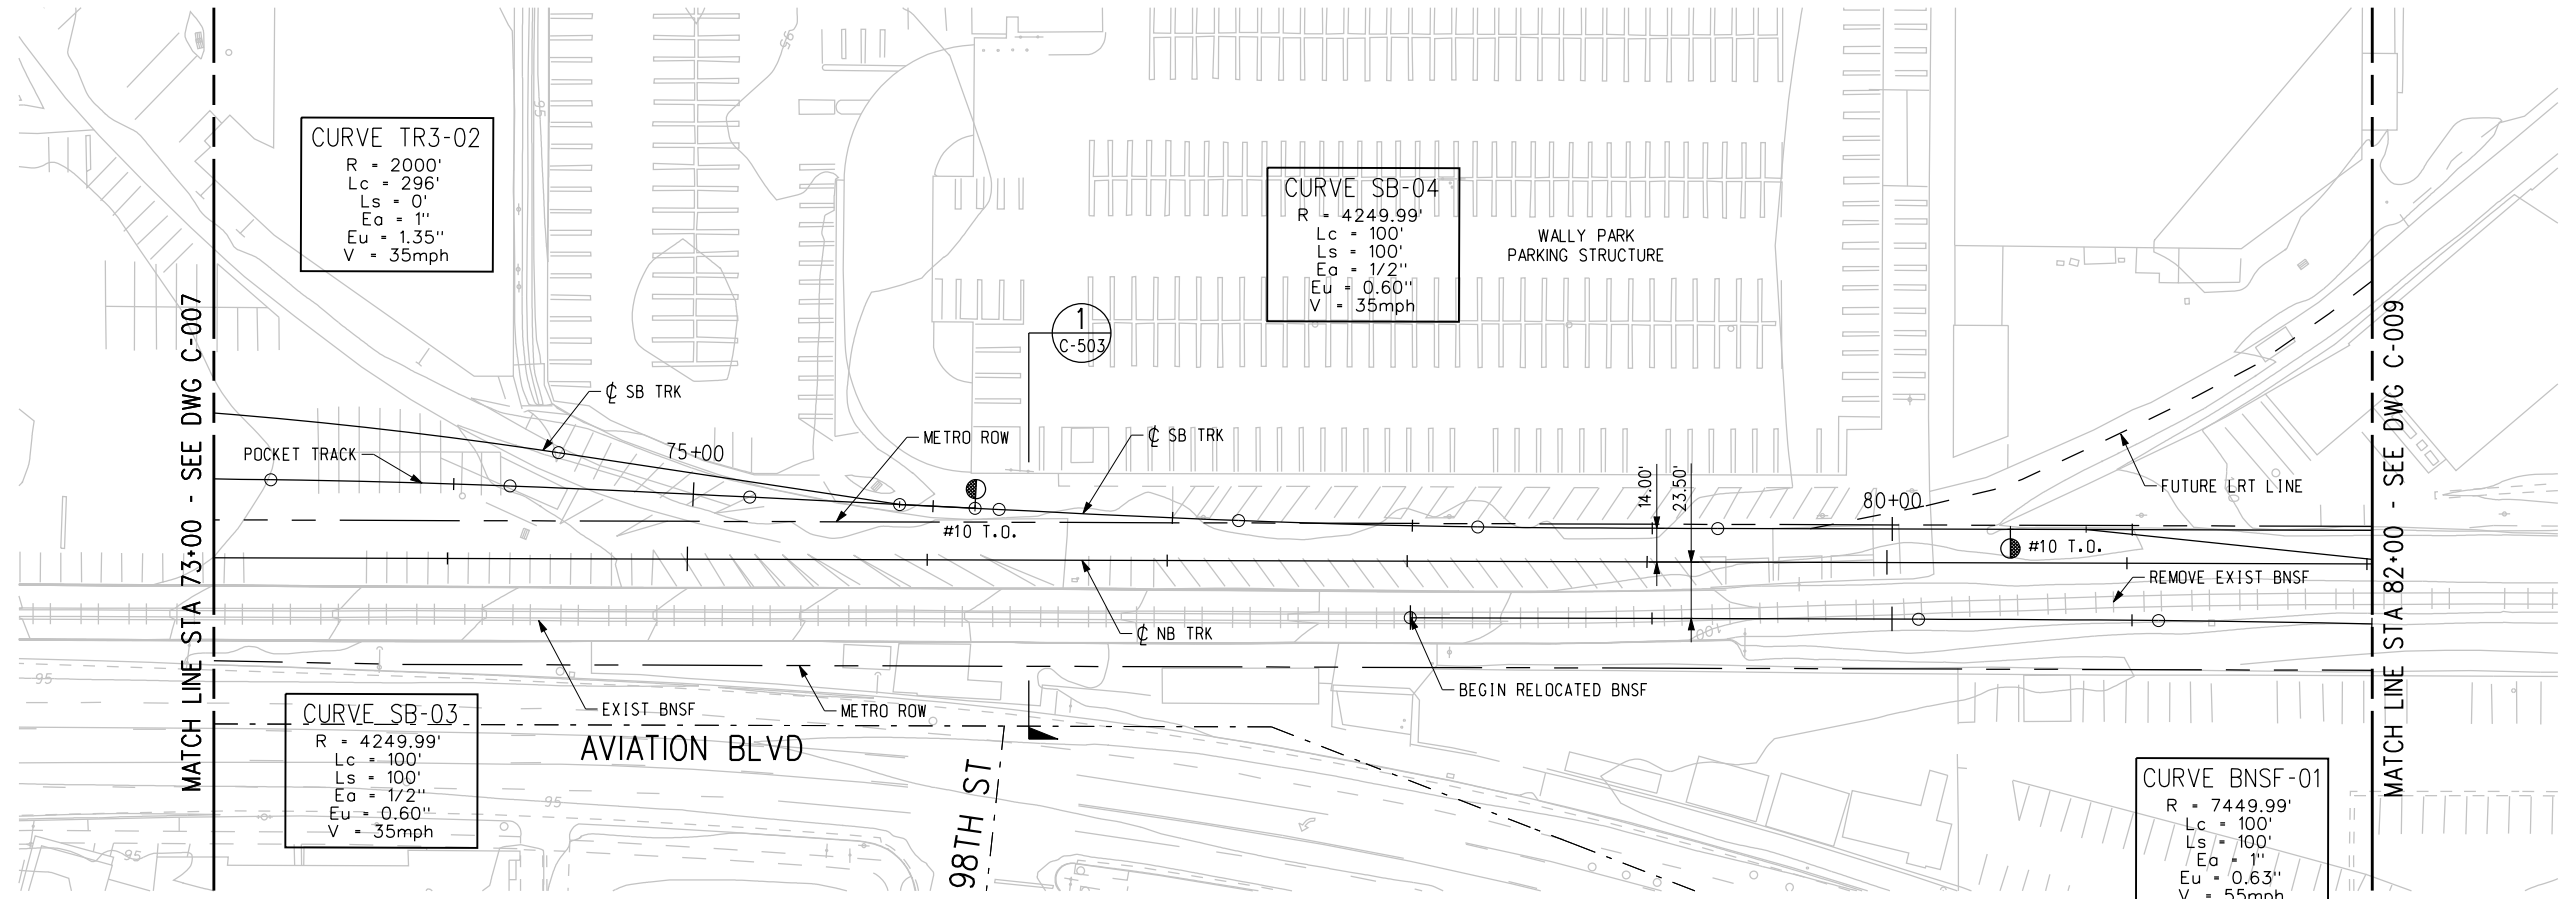 CURVE TR3-02
R = 2000'
Lc = 296'
Ls = 0'
Ea = 1"
Eu = 1.35"
V = 35mph
CURVE SB-04
R = 4249.99'
Lc = 100'
Ls = 100'
Ea = 1/2"
Eu = 0.60"
V = 35mph
WALLY PARK
PARKING STRUCTURE
1
C-503
95
95
MATCH LINE STA 73+00 - SEE DWG C-007
MATCH LINE STA 82+00 - SEE DWG C-009
℄ SB TRK
POCKET TRACK
75+00
METRO ROW
℄ SB TRK
#10 T.O.
14.00'
23.50'
80+00
FUTURE LRT LINE
#10 T.O.
REMOVE EXIST BNSF
℄ NB TRK
100
BEGIN RELOCATED BNSF
95
EXIST BNSF
METRO ROW
AVIATION BLVD
98TH ST
95
95
CURVE SB-03
R = 4249.99'
Lc = 100'
Ls = 100'
Ea = 1/2"
Eu = 0.60"
V = 35mph
CURVE BNSF-01
R = 7449.99'
Lc = 100'
Ls = 100'
Ea = 1"
Eu = 0.63"
V = 55mph